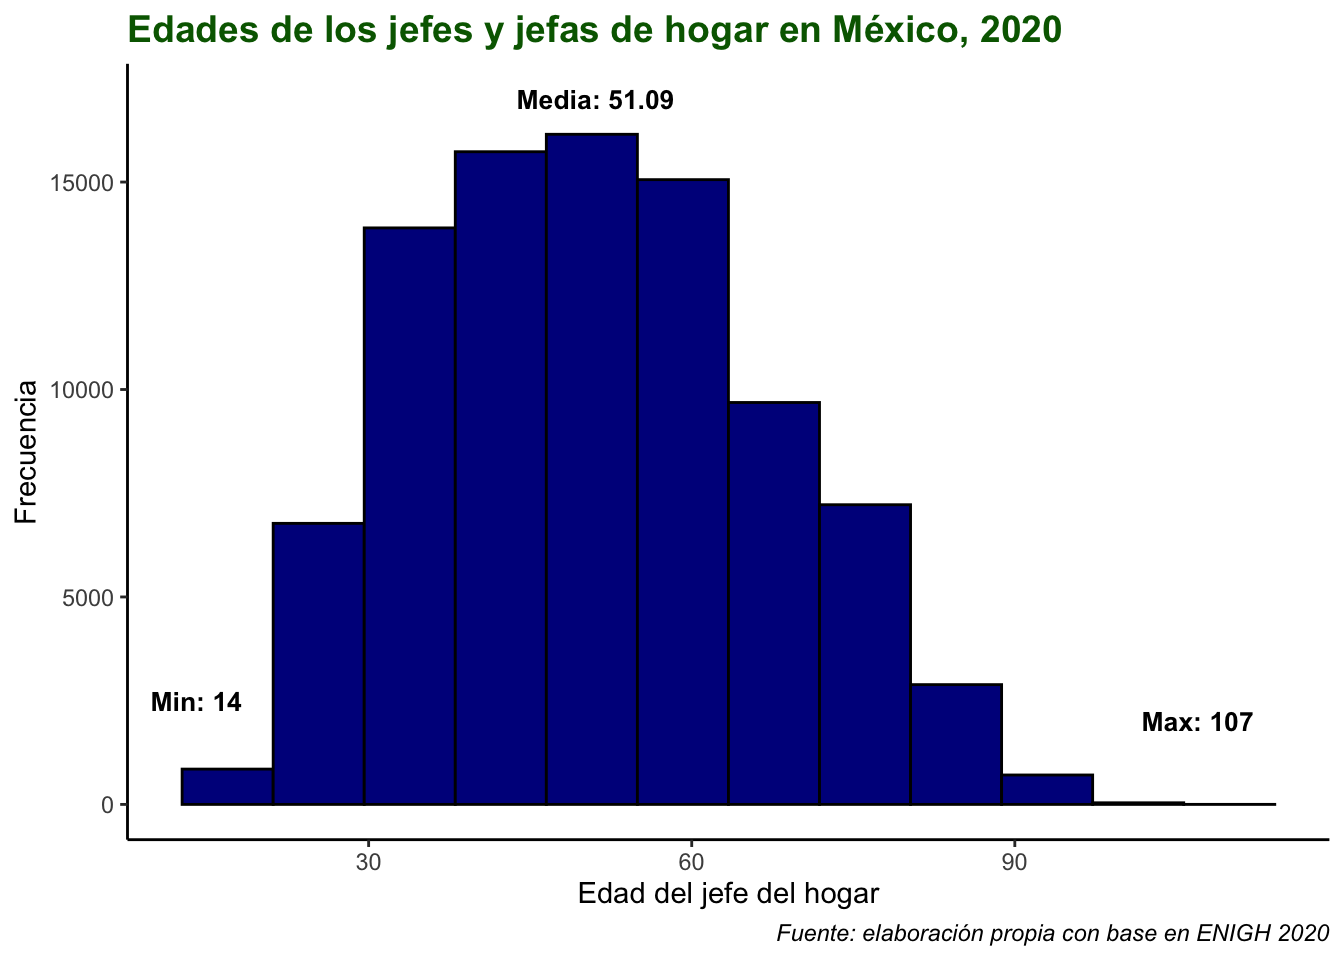 Edades de los jefes y jefas de hogar en México, 2020
Media: 51.09
15000
10000
Frecuencia
5000
Min: 14
Max: 107
0
30 60 90
Edad del jefe del hogar
Fuente: elaboración propia con base en ENIGH 2020